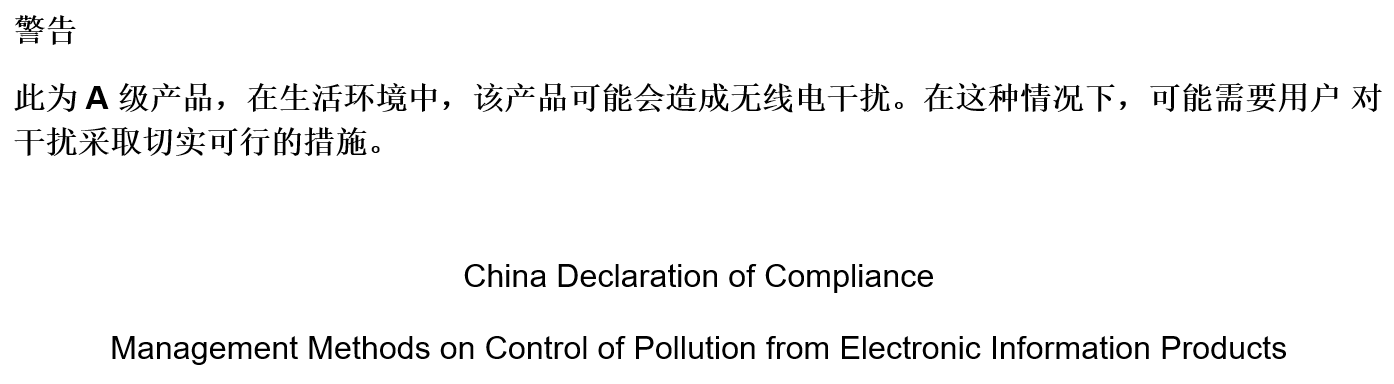 警告
此为 A 级产品，在生活环境中，该产品可能会造成无线电干扰。在这种情况下，可能需要用户 对
干扰采取切实可行的措施。
China Declaration of Compliance
Management Methods on Control of Pollution from Electronic Information Products